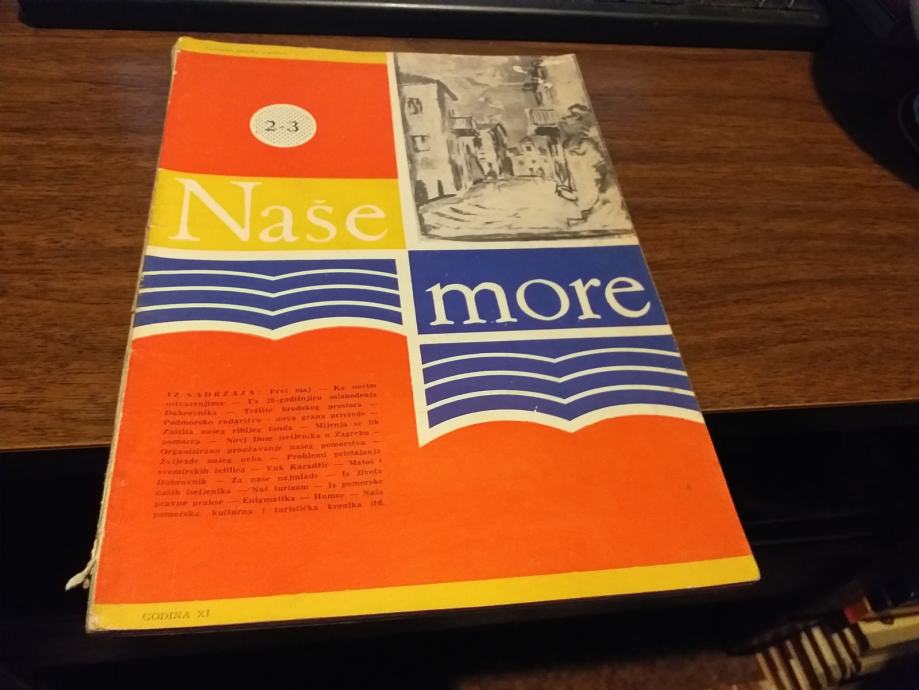 2-3
Naše
more
IZ SADRŽAJA: Prvi maj — Ka novim
ostvarenjima — Uz 20-godišnjicu oslobođenja
Dubrovnika — Tržište brodskog prostora —
Podmorsko rudarstvo - nova grana privrede —
Zaštita našeg ribljeg fonda — Mijenja se lik
pomorca — Novi Dom iseljenika u Zagrebu —
Organizirano proučavanje našeg pomorstva —
Zvijezde našeg neba — Problemi pristajanja
svemirskih letilica — Vuk Karadžić — Matoš i
Dubrovnik — Za naše najmlađe — Iz života
naših iseljenika — Naš turizam — Iz pomorske
pravne prakse — Enigmatika — Humor — Naša
pomorska, kulturna i turistička kronika itd.
GODINA XI